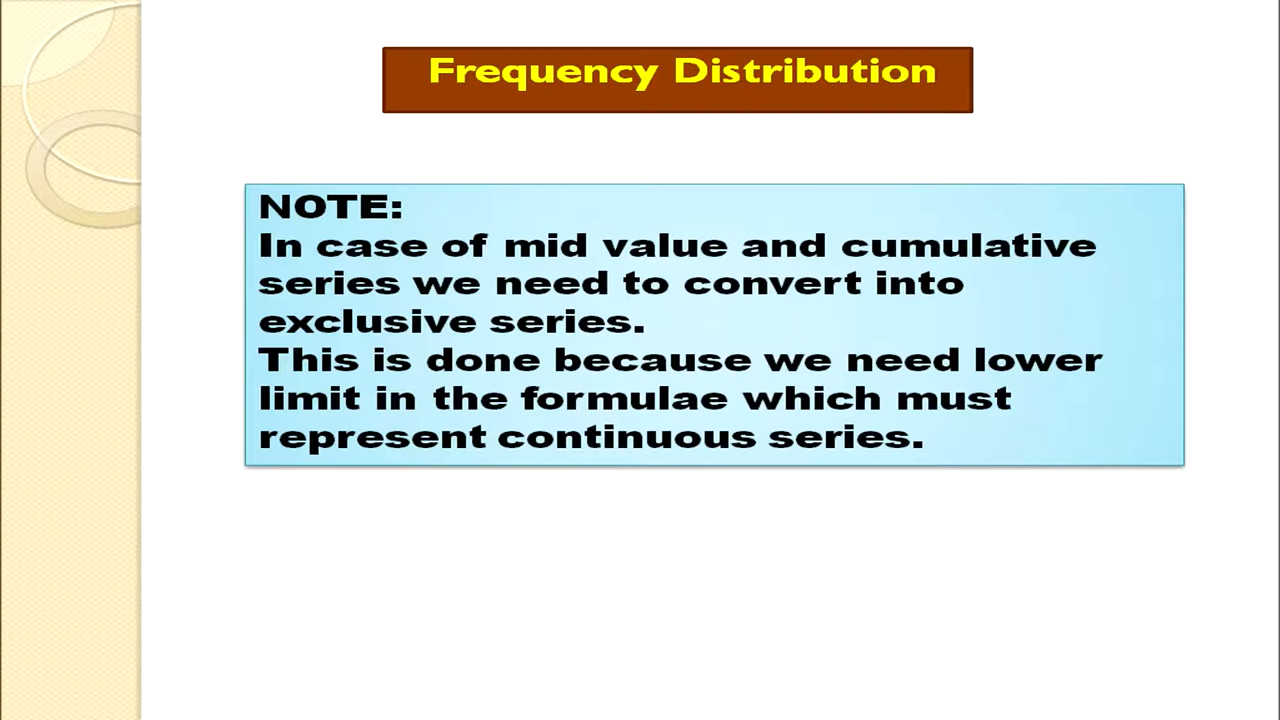 Frequency Distribution
NOTE:
In case of mid value and cumulative
series we need to convert into
exclusive series.
This is done because we need lower
limit in the formulae which must
represent continuous series.